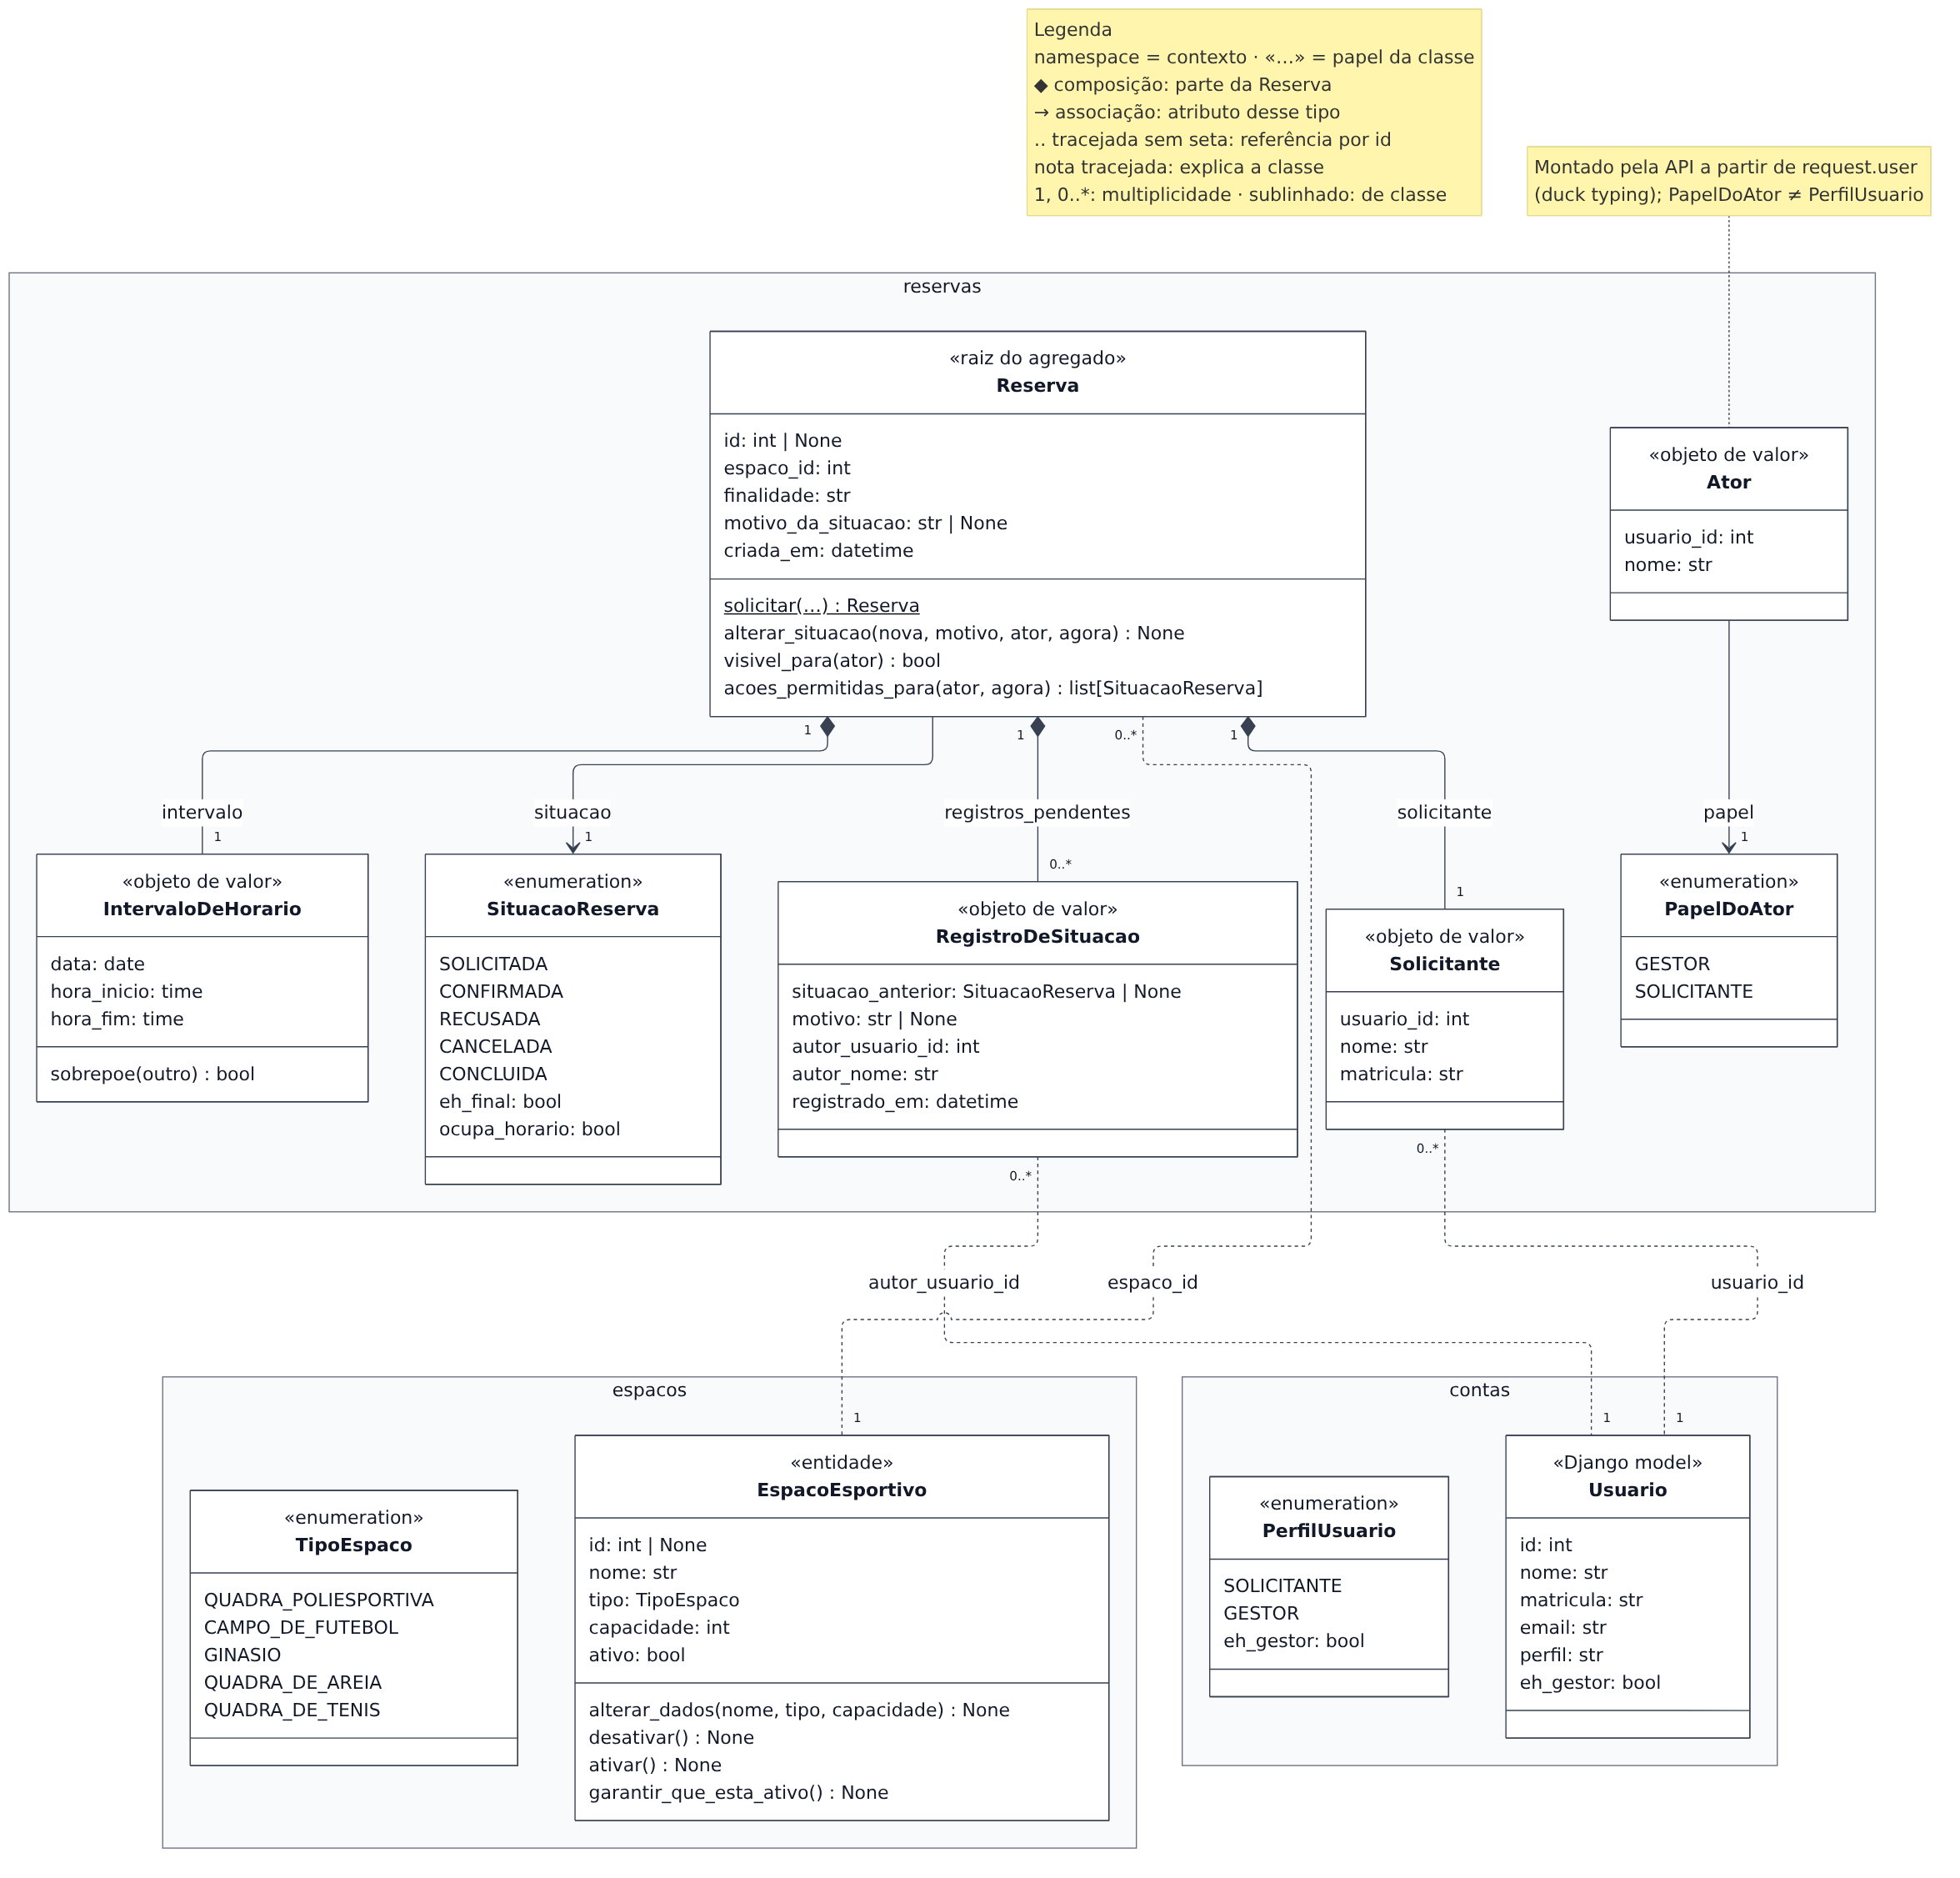 Legenda
namespace = contexto · «...» = papel da classe
◆ composição: parte da Reserva
→ associação: atributo desse tipo
.. tracejada sem seta: referência por id
nota tracejada: explica a classe
1, 0..*: multiplicidade · sublinhado: de classe
Montado pela API a partir de request.user
(duck typing); PapelDoAtor ≠ PerfilUsuario
reservas
«raiz do agregado»
Reserva
id: int | None
espaco_id: int
finalidade: str
motivo_da_situacao: str | None
criada_em: datetime
solicitar(...) : Reserva
alterar_situacao(nova, motivo, ator, agora) : None
visivel_para(ator) : bool
acoes_permitidas_para(ator, agora) : list[SituacaoReserva]
«objeto de valor»
Ator
usuario_id: int
nome: str
1
1
0..*
1
intervalo
situacao
registros_pendentes
solicitante
papel
1
1
0..*
1
1
«objeto de valor»
IntervaloDeHorario
data: date
hora_inicio: time
hora_fim: time
sobrepoe(outro) : bool
«enumeration»
SituacaoReserva
SOLICITADA
CONFIRMADA
RECUSADA
CANCELADA
CONCLUIDA
eh_final: bool
ocupa_horario: bool
«objeto de valor»
RegistroDeSituacao
situacao_anterior: SituacaoReserva | None
motivo: str | None
autor_usuario_id: int
autor_nome: str
registrado_em: datetime
«objeto de valor»
Solicitante
usuario_id: int
nome: str
matricula: str
«enumeration»
PapelDoAtor
GESTOR
SOLICITANTE
0..*
0..*
autor_usuario_id
espaco_id
usuario_id
espacos
1
«enumeration»
TipoEspaco
QUADRA_POLIESPORTIVA
CAMPO_DE_FUTEBOL
GINASIO
QUADRA_DE_AREIA
QUADRA_DE_TENIS
«entidade»
EspacoEsportivo
id: int | None
nome: str
tipo: TipoEspaco
capacidade: int
ativo: bool
alterar_dados(nome, tipo, capacidade) : None
desativar() : None
ativar() : None
garantir_que_esta_ativo() : None
contas
1
1
«enumeration»
PerfilUsuario
SOLICITANTE
GESTOR
eh_gestor: bool
«Django model»
Usuario
id: int
nome: str
matricula: str
email: str
perfil: str
eh_gestor: bool